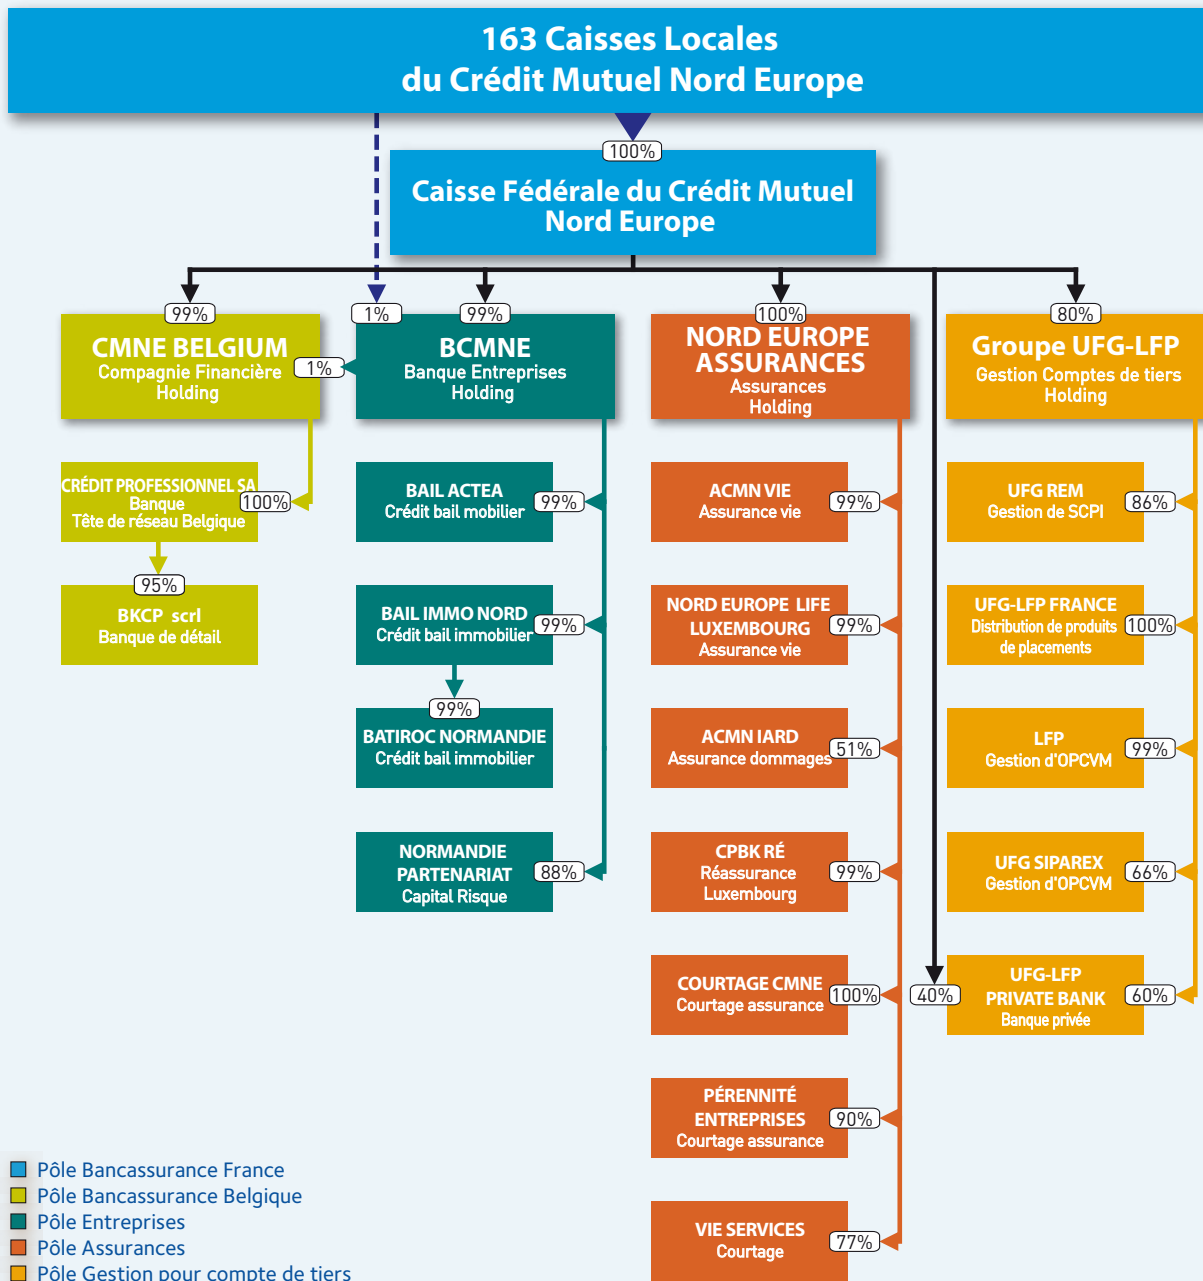 163 Caisses Locales
du Crédit Mutuel Nord Europe
100%
Caisse Fédérale du Crédit Mutuel
Nord Europe
99%
CMNE BELGIUM
Compagnie Financière
Holding
1%
100%
CRÉDIT PROFESSIONNEL SA
Banque
Tête de réseau Belgique
95%
BKCP scrl
Banque de détail
1%
99%
BCMNE
Banque Entreprises
Holding
BAIL ACTEA
Crédit bail mobilier
99%
BAIL IMMO NORD
Crédit bail immobilier
99%
99%
BATIROC NORMANDIE
Crédit bail immobilier
NORMANDIE
PARTENARIAT
Capital Risque
88%
100%
NORD EUROPE
ASSURANCES
Assurances
Holding
ACMN VIE
Assurance vie
99%
NORD EUROPE LIFE
LUXEMBOURG
Assurance vie
99%
ACMN IARD
Assurance dommages
51%
CPBK RÉ
Réassurance
Luxembourg
99%
COURTAGE CMNE
Courtage assurance
100%
PÉRENNITÉ
ENTREPRISES
Courtage assurance
90%
VIE SERVICES
Courtage
77%
80%
Groupe UFG-LFP
Gestion Comptes de tiers
Holding
UFG REM
Gestion de SCPI
86%
UFG-LFP FRANCE
Distribution de produits
de placements
100%
LFP
Gestion d'OPCVM
99%
UFG SIPAREX
Gestion d'OPCVM
66%
40%
UFG-LFP
PRIVATE BANK
Banque privée
60%
Pôle Bancassurance France
Pôle Bancassurance Belgique
Pôle Entreprises
Pôle Assurances
Pôle Gestion pour compte de tiers